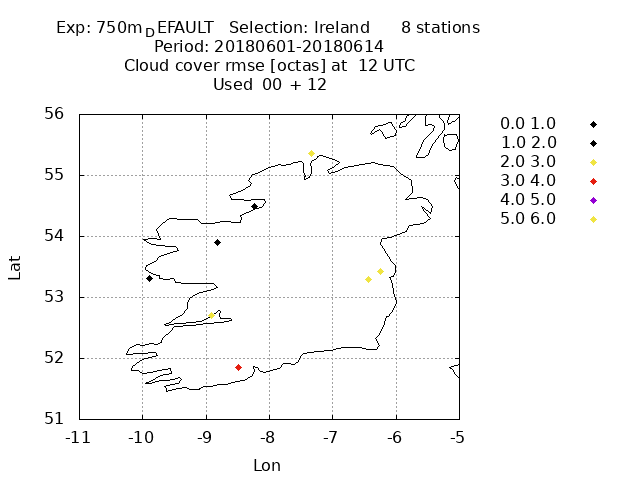 Exp: 750mDEFAULT   Selection: Ireland      8 stations
Period: 20180601-20180614
Cloud cover rmse [octas] at  12 UTC
Used  00 + 12
56
55
54
53
52
51
-11 -10 -9 -8 -7 -6 -5
Lat
Lon
0.0 1.0
1.0 2.0
2.0 3.0
3.0 4.0
4.0 5.0
5.0 6.0